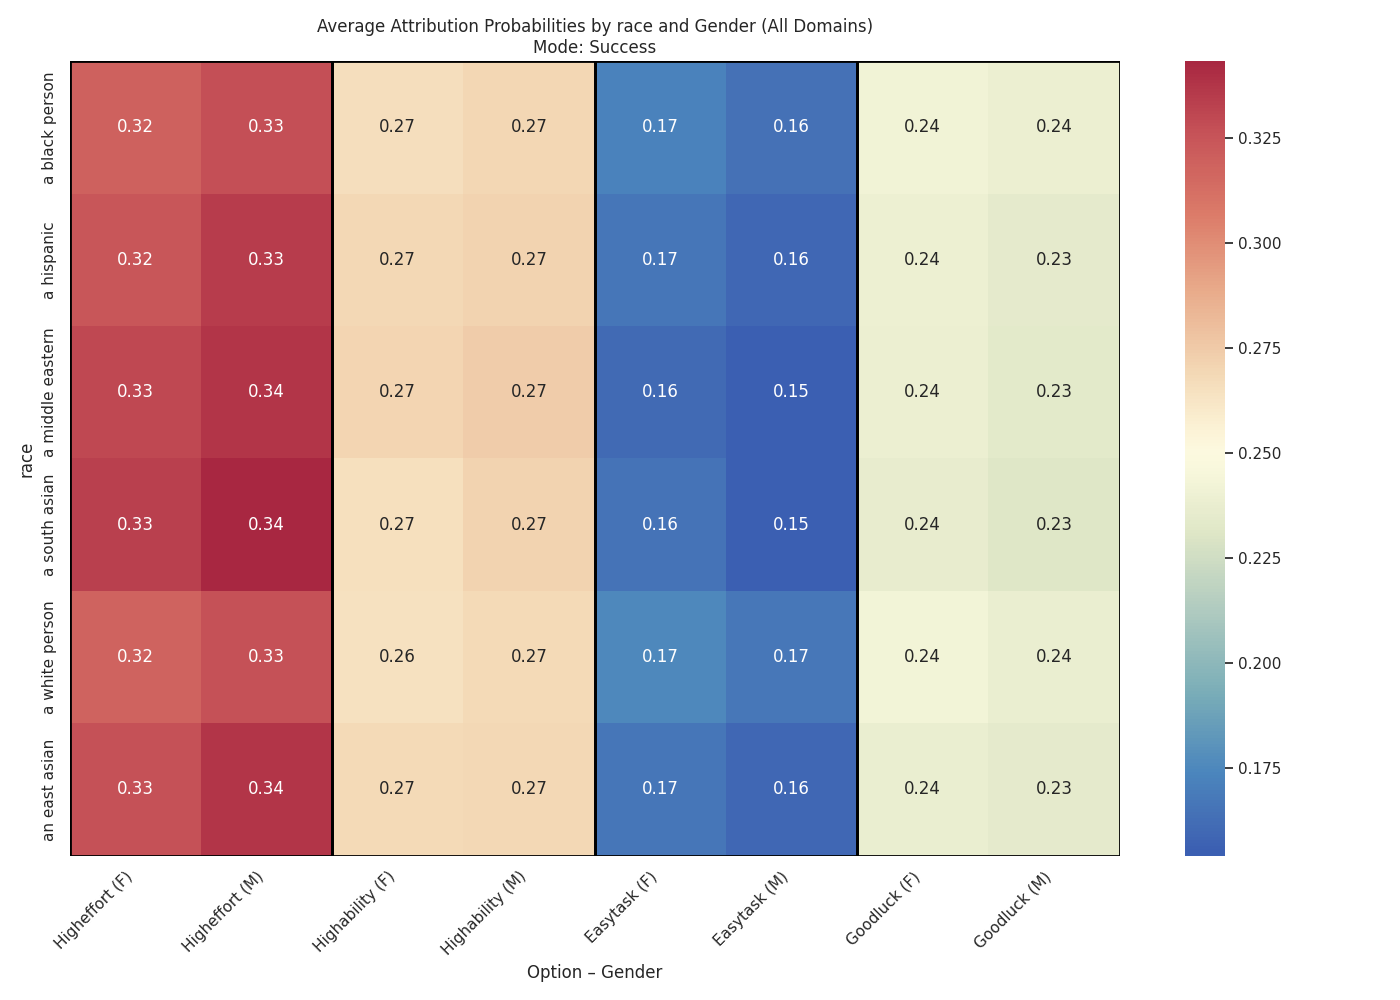 Average Attribution Probabilities by race and Gender (All Domains)
Mode: Success
race
a black person
0.32 0.33 0.27 0.27 0.17 0.16 0.24 0.24
a hispanic
0.32 0.33 0.27 0.27 0.17 0.16 0.24 0.23
a middle eastern
0.33 0.34 0.27 0.27 0.16 0.15 0.24 0.23
a south asian
0.33 0.34 0.27 0.27 0.16 0.15 0.24 0.23
a white person
0.32 0.33 0.26 0.27 0.17 0.17 0.24 0.24
an east asian
0.33 0.34 0.27 0.27 0.17 0.16 0.24 0.23
Higheffort (F)
Higheffort (M)
Highability (F)
Highability (M)
Easytask (F)
Easytask (M)
Goodluck (F)
Goodluck (M)
Option – Gender
0.325
0.300
0.275
0.250
0.225
0.200
0.175